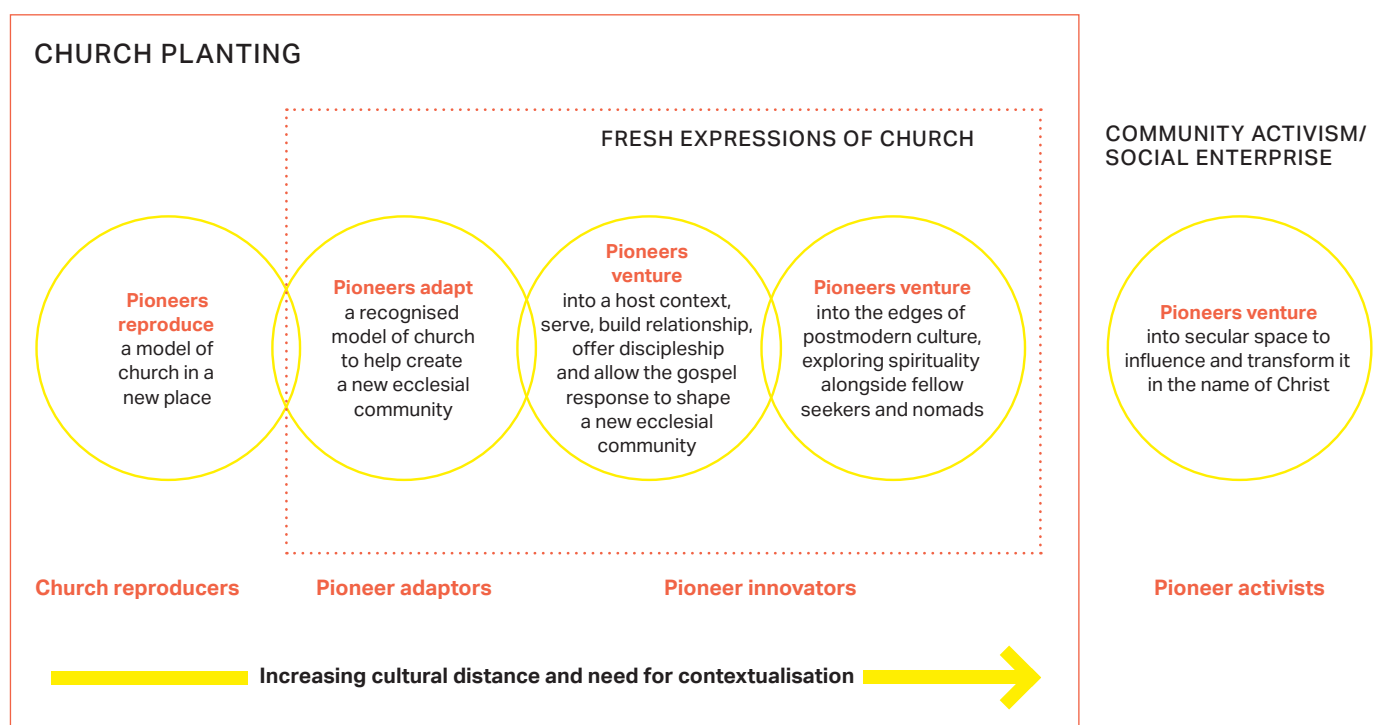 CHURCH PLANTING
FRESH EXPRESSIONS OF CHURCH
COMMUNITY ACTIVISM/
SOCIAL ENTERPRISE
Pioneers
reproduce
a model of
church in a
new place
Pioneers adapt
a recognised
model of church
to help create
a new ecclesial
community
Pioneers
venture
into a host context,
serve, build relationship,
offer discipleship
and allow the gospel
response to shape
a new ecclesial
community
Pioneers venture
into the edges of
postmodern culture,
exploring spirituality
alongside fellow
seekers and nomads
Pioneers venture
into secular space to
influence and transform it
in the name of Christ
Church reproducers
Pioneer adaptors
Pioneer innovators
Pioneer activists
Increasing cultural distance and need for contextualisation